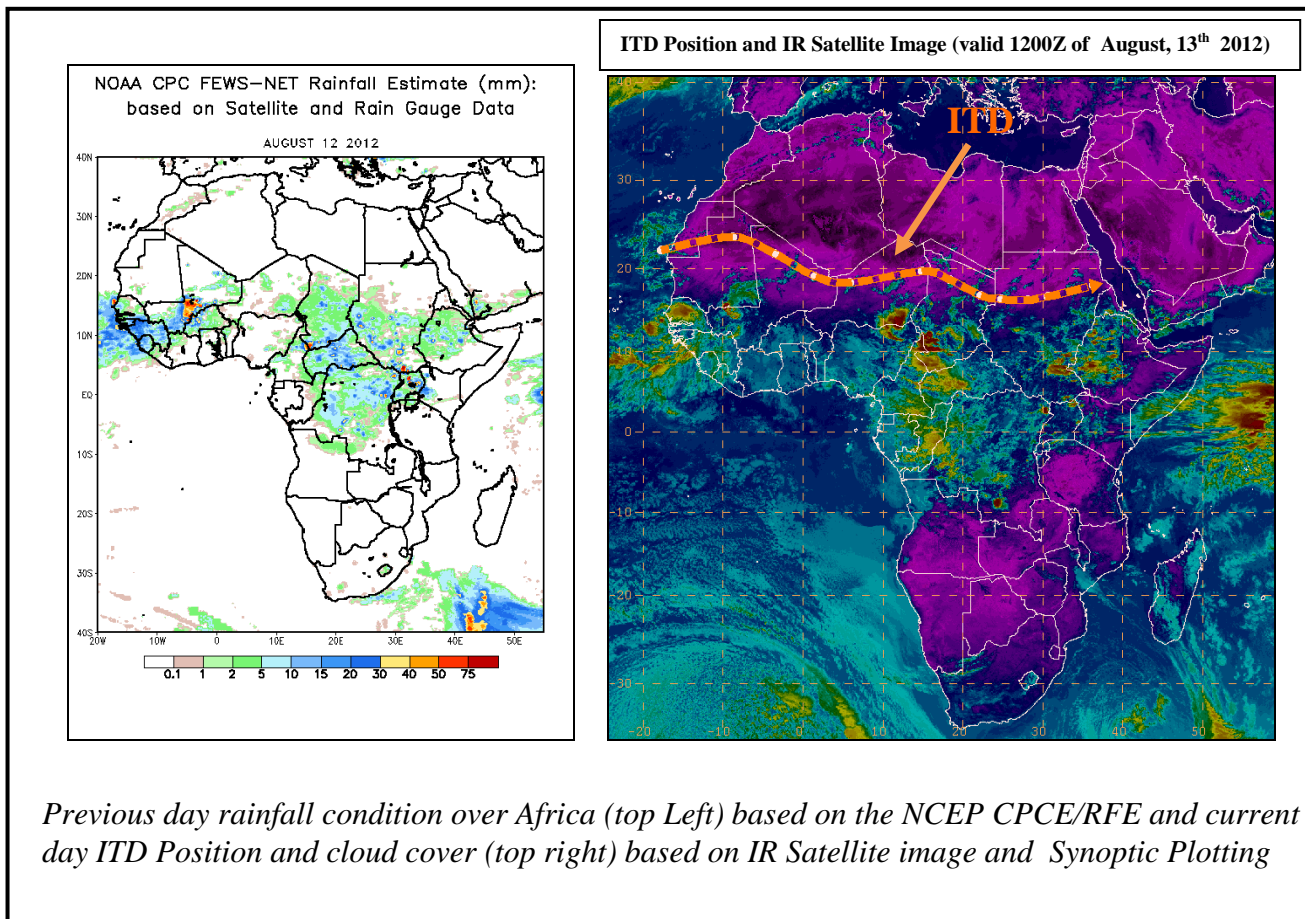 ITD Position and IR Satellite Image (valid 1200Z of August, 13th 2012)
NOAA CPC FEWS-NET Rainfall Estimate (mm):
based on Satellite and Rain Gauge Data
AUGUST 12 2012
40N
30N
20N
10N
EQ
10S
20S
30S
40S
20W 10W 0 10E 20E 30E 40E 50E
0.1 1 2 5 10 15 20 30 40 50 75
ITD
40
30
20
10
0
-10
-20
-30
-20 -10 0 10 20 30 40 50
Previous day rainfall condition over Africa (top Left) based on the NCEP CPCE/RFE and current
day ITD Position and cloud cover (top right) based on IR Satellite image and Synoptic Plotting